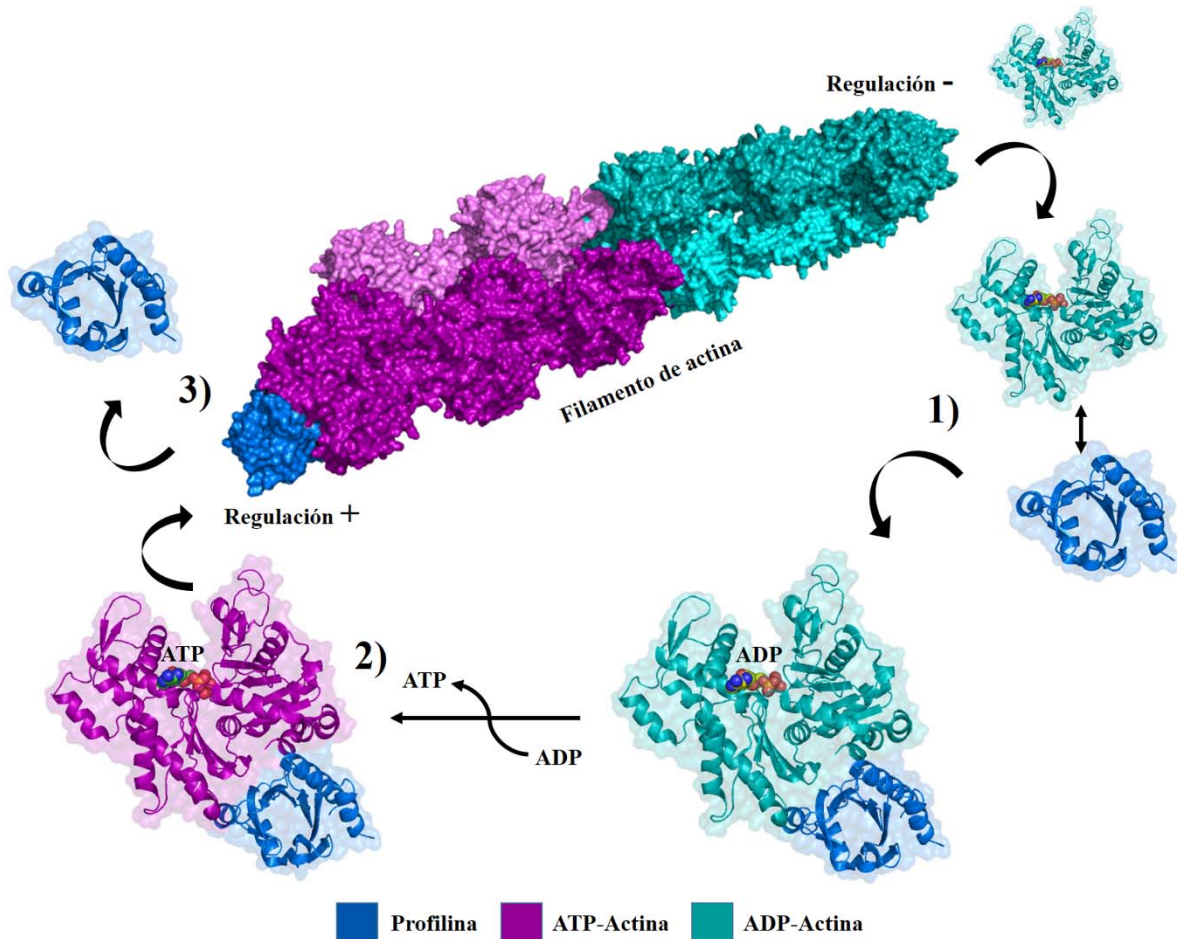 Regulación -
3)
Filamento de actina
1)
Regulación +
ATP
2)
ATP
ADP
ADP
Profilina
ATP-Actina
ADP-Actina